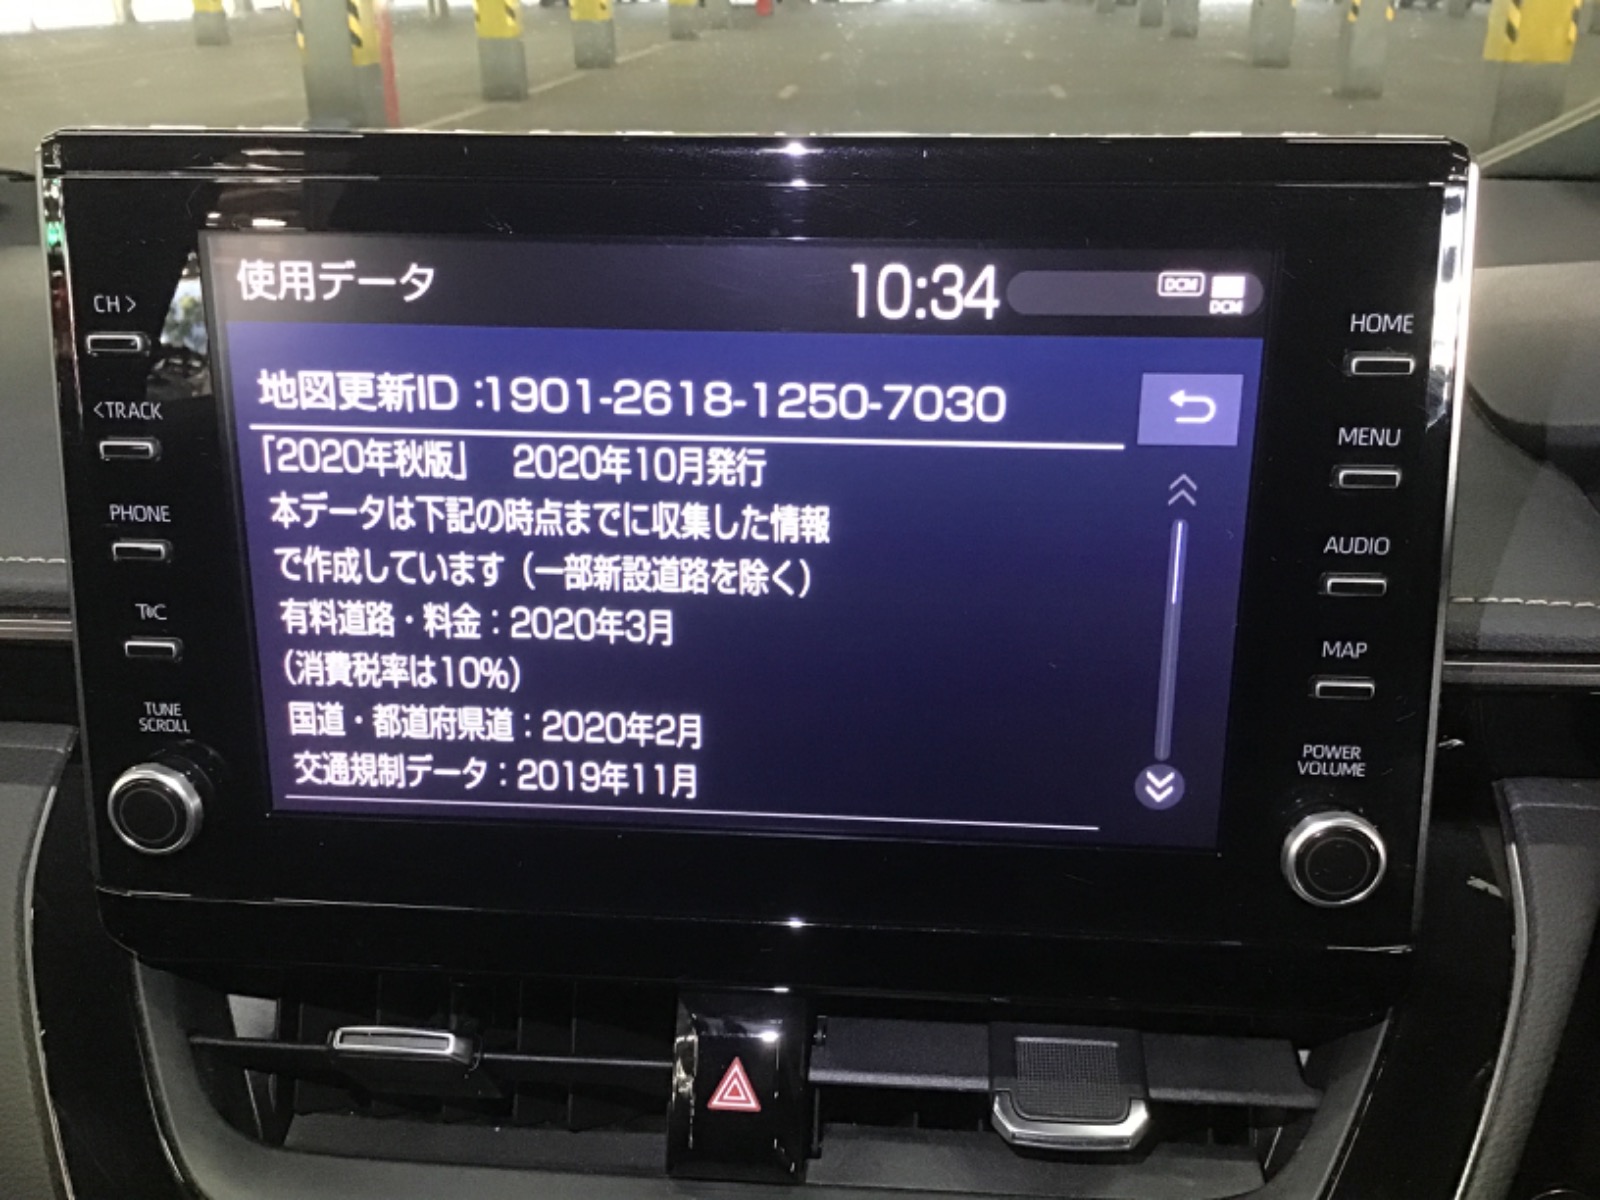 使用データ
10:34
DCM
DCM
地図更新ID :1901-2618-1250-7030
「2020年秋版」 2020年10月発行
本データは下記の時点までに収集した情報
で作成しています（一部新設道路を除く）
有料道路・料金：2020年3月
（消費税率は10%）
国道・都道府県道：2020年2月
交通規制データ：2019年11月
CH >
<TRACK
PHONE
T C
TUNE
SCROLL
HOME
MENU
AUDIO
MAP
POWER
VOLUME